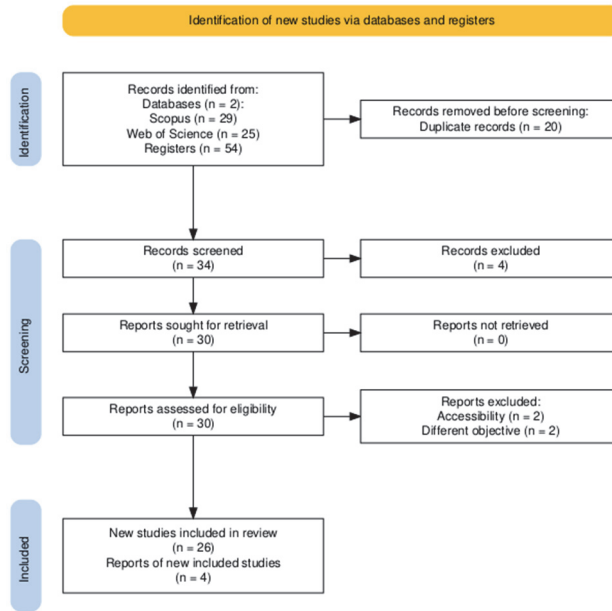 Identification of new studies via databases and registers
Identification
Records identified from:
Databases (n = 2):
Scopus (n = 29)
Web of Science (n = 25)
Registers (n = 54)
Records removed before screening:
Duplicate records (n = 20)
Screening
Records screened
(n = 34)
Records excluded
(n = 4)
Reports sought for retrieval
(n = 30)
Reports not retrieved
(n = 0)
Reports assessed for eligibility
(n = 30)
Reports excluded:
Accessibility (n = 2)
Different objective (n = 2)
Included
New studies included in review
(n = 26)
Reports of new included studies
(n = 4)